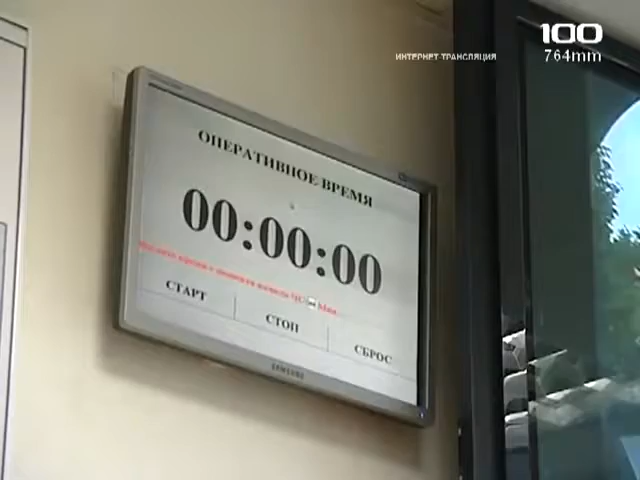 100
ИНТЕРНЕТ ТРАНСЛЯЦИЯ
764mm
ОПЕРАТИВНОЕ ВРЕМЯ
00:00:00
СТАРТ
СТОП
СБРОС
SAMSUNG